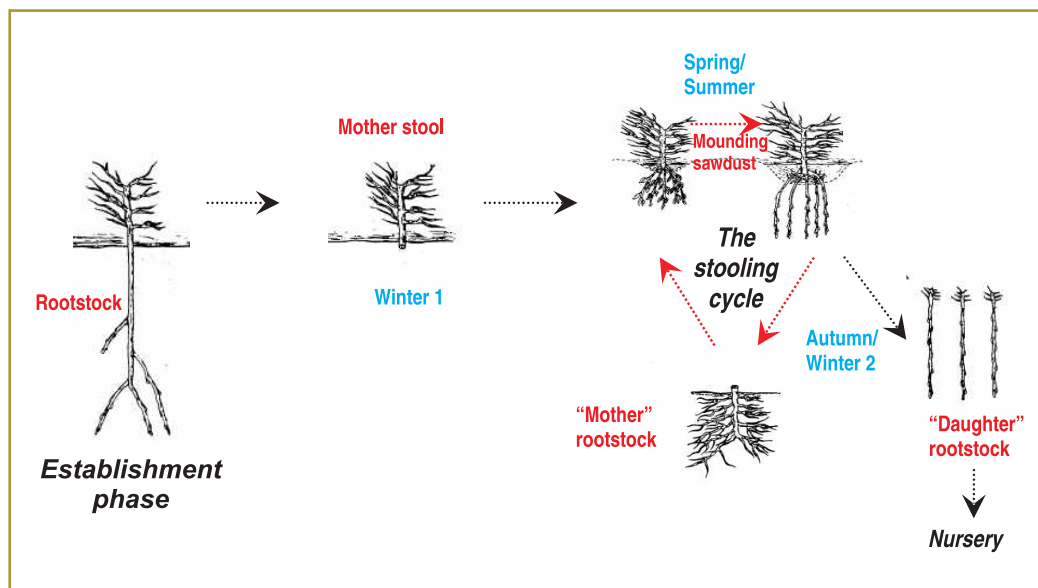 Spring/
Summer
Mother stool
Mounding
sawdust
Rootstock
Winter 1
The
stooling
cycle
Autumn/
Winter 2
“Mother”
rootstock
“Daughter”
rootstock
Establishment
phase
Nursery